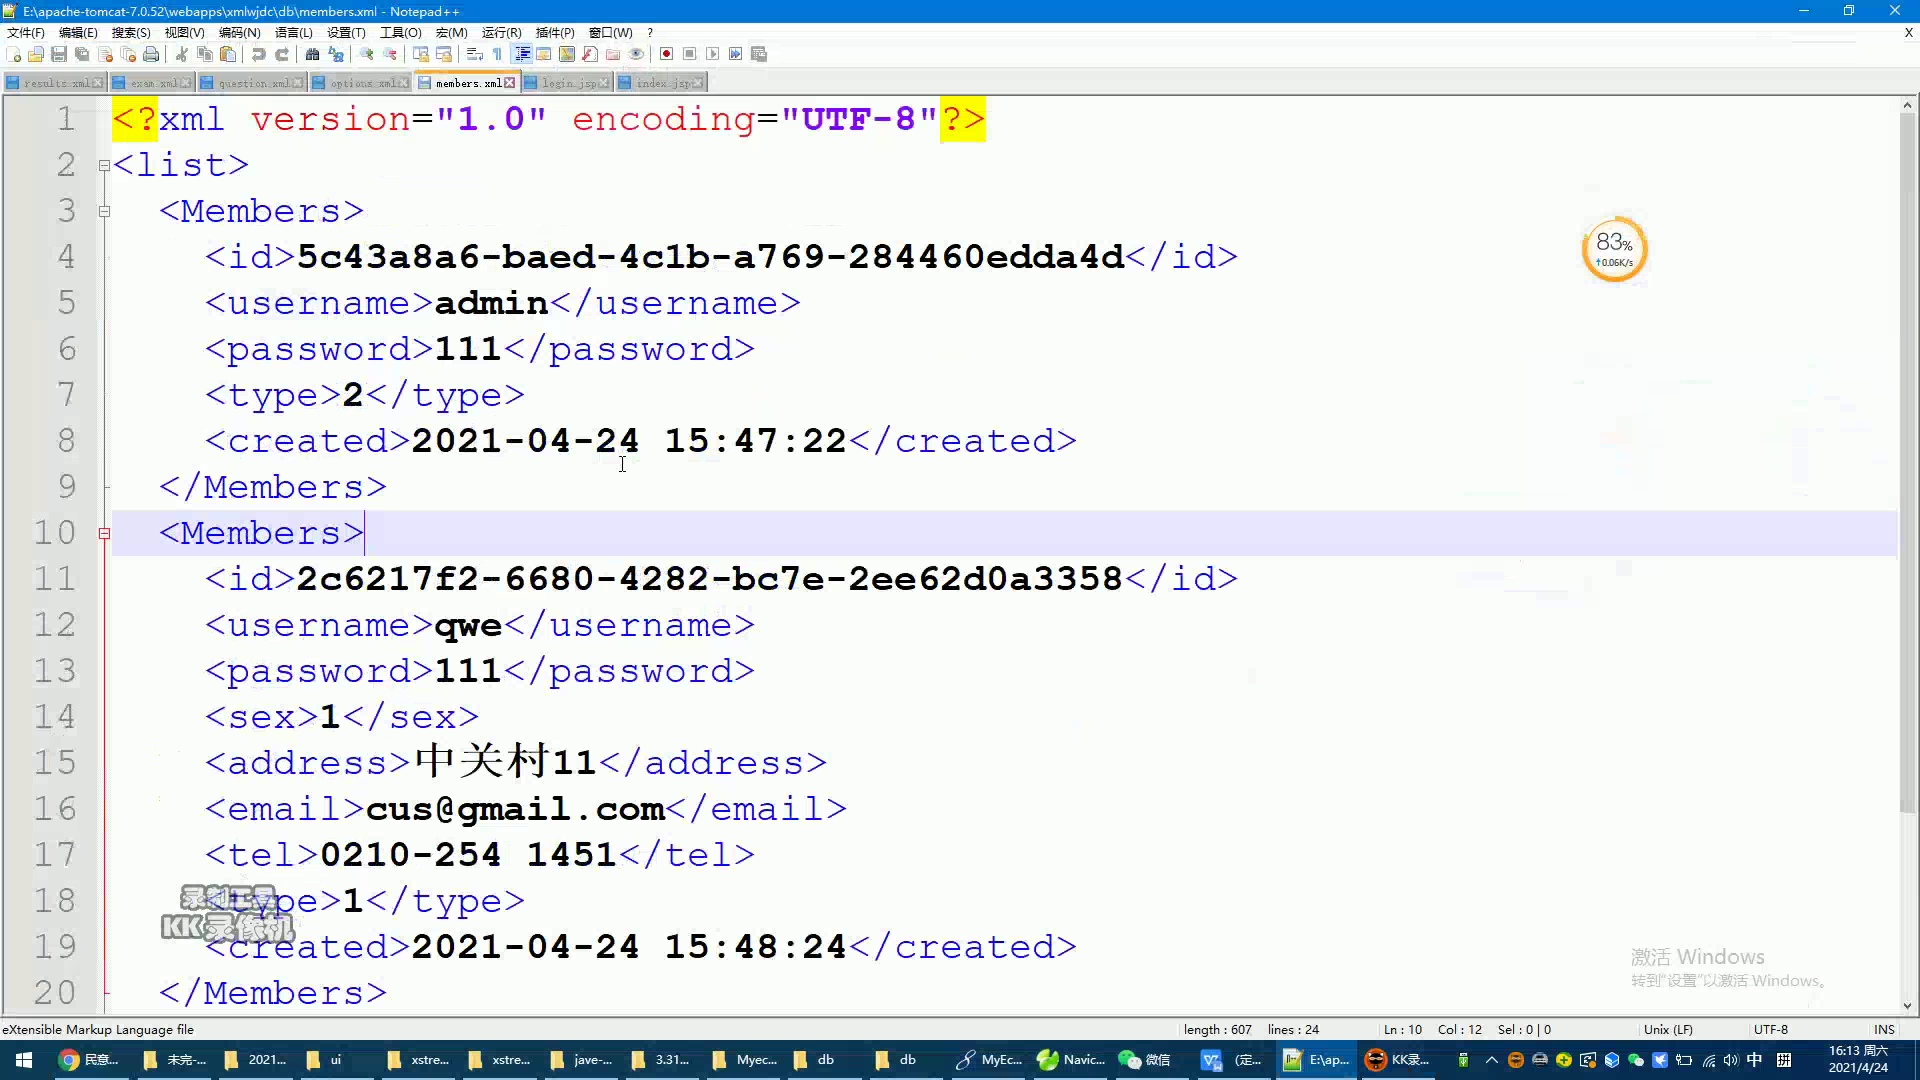 E:\apache-tomcat-7.0.52\webapps\xmlwjdc\db\members.xml - Notepad++
文件(F) 编辑(E) 搜索(S) 视图(V) 编码(N) 语言(L) 设置(T) 工具(O) 宏(M) 运行(R) 插件(P) 窗口(W) ? X
results.xml exam.xml question.xml options.xml members.xml login.jsp index.jsp
1 <?xml version="1.0" encoding="UTF-8"?>
2 <list>
3 <Members>
4 <id>5c43a8a6-baed-4c1b-a769-284460edda4d</id>
5 <username>admin</username>
6 <password>111</password>
7 <type>2</type>
8 <created>2021-04-24 15:47:22</created>
9 </Members>
10 <Members>
11 <id>2c6217f2-6680-4282-bc7e-2ee62d0a3358</id>
12 <username>qwe</username>
13 <password>111</password>
14 <sex>1</sex>
15 <address>中关村11</address>
16 <email>cus@gmail.com</email>
17 <tel>0210-254 1451</tel>
18 <type>1</type>
19 <created>2021-04-24 15:48:24</created>
20 </Members>
83%
↑0.06K/s
录制工具
KK录像机
激活 Windows
转到"设置"以激活 Windows。
eXtensible Markup Language file length : 607 lines : 24 Ln : 10 Col : 12 Sel : 0 | 0 Unix (LF) UTF-8 INS
民意... 未完-... 2021... ui xstre... xstre... jave-... 3.31... Myec... db db MyEc... Navic... 微信 (定... E:\ap... KK录... 中 拼
16:13 周六
2021/4/24